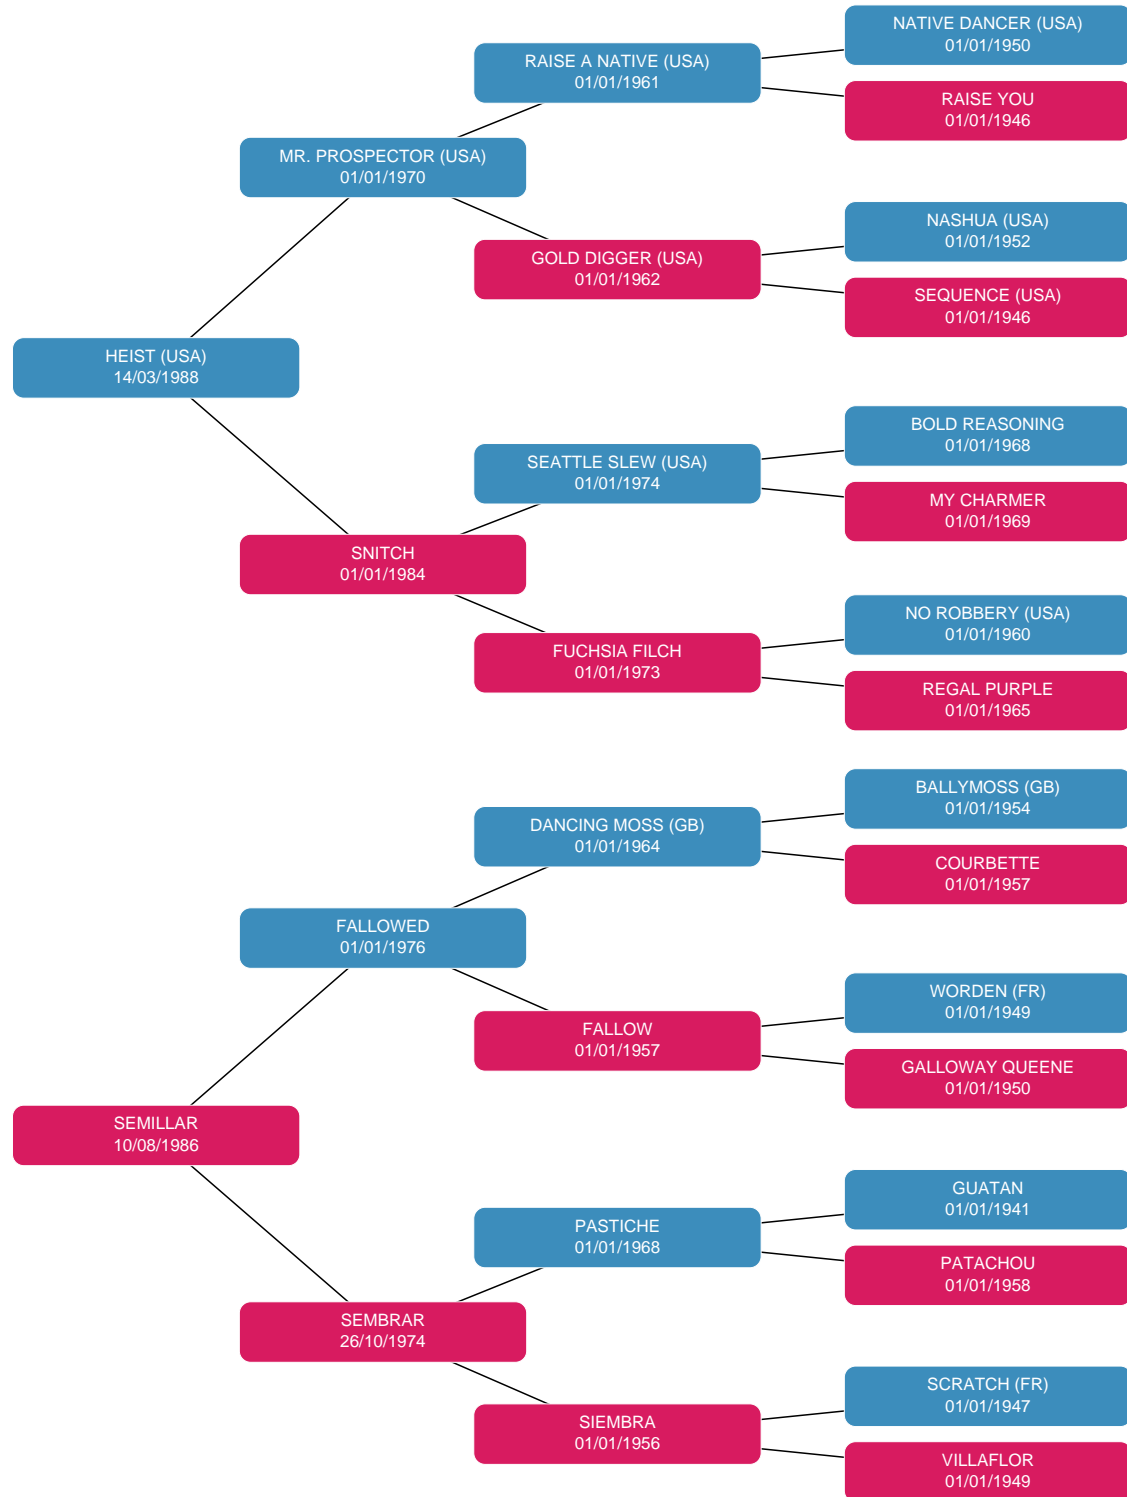 NATIVE DANCER (USA)
01/01/1950
RAISE A NATIVE (USA)
01/01/1961
RAISE YOU
01/01/1946
MR. PROSPECTOR (USA)
01/01/1970
NASHUA (USA)
01/01/1952
GOLD DIGGER (USA)
01/01/1962
SEQUENCE (USA)
01/01/1946
HEIST (USA)
14/03/1988
BOLD REASONING
01/01/1968
SEATTLE SLEW (USA)
01/01/1974
MY CHARMER
01/01/1969
SNITCH
01/01/1984
NO ROBBERY (USA)
01/01/1960
FUCHSIA FILCH
01/01/1973
REGAL PURPLE
01/01/1965
BALLYMOSS (GB)
01/01/1954
DANCING MOSS (GB)
01/01/1964
COURBETTE
01/01/1957
FALLOWED
01/01/1976
WORDEN (FR)
01/01/1949
FALLOW
01/01/1957
GALLOWAY QUEENE
01/01/1950
SEMILLAR
10/08/1986
GUATAN
01/01/1941
PASTICHE
01/01/1968
PATACHOU
01/01/1958
SEMBRAR
26/10/1974
SCRATCH (FR)
01/01/1947
SIEMBRA
01/01/1956
VILLAFLOR
01/01/1949